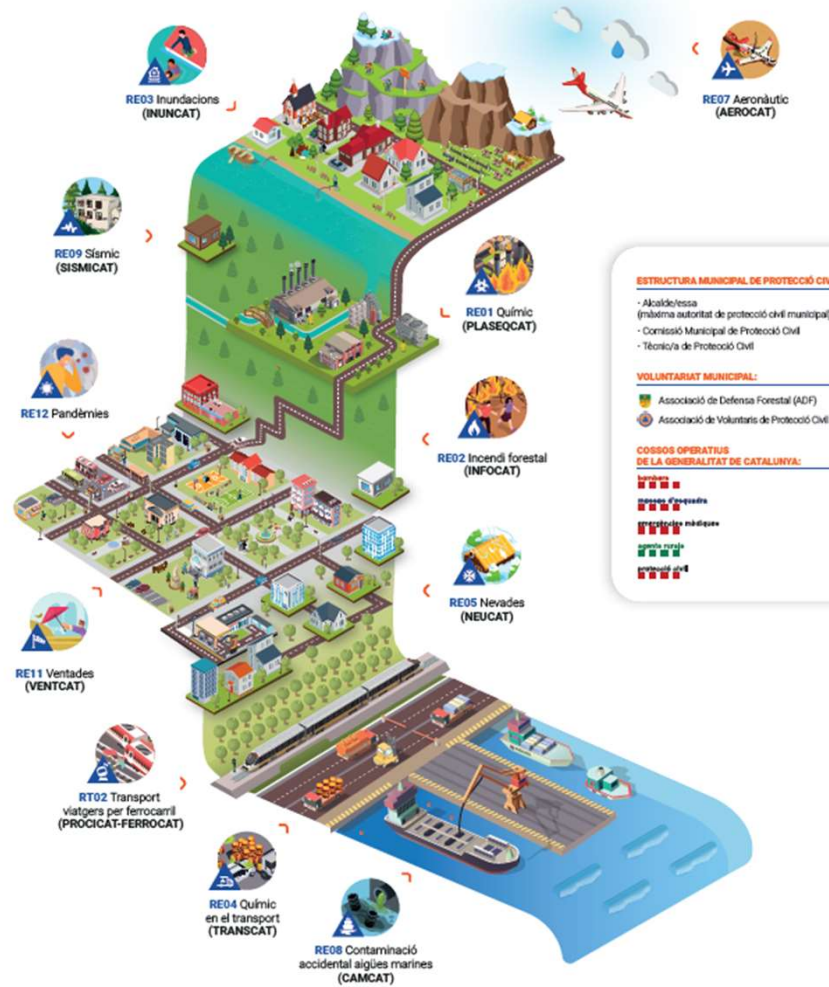 RE03 Inundacions
(INUNCAT)
RE07 Aeronàutic
(AEROCAT)
RE09 Sísmic
(SISMICAT)
RE01 Químic
(PLASEQCAT)
RE12 Pandèmies
RE02 Incendi forestal
(INFOCAT)
RE05 Nevades
(NEUCAT)
RE11 Ventades
(VENTCAT)
RT02 Transport
viatgers per ferrocarril
(PROCICAT-FERROCAT)
RE04 Químic
en el transport
(TRANSCAT)
RE08 Contaminació
accidental aigües marines
(CAMCAT)
ESTRUCTURA MUNICIPAL DE PROTECCIÓ CIV
· Alcalde/essa
(màxima autoritat de protecció civil municipal)
· Comissió Municipal de Protecció Civil
· Tècnic/a de Protecció Civil
VOLUNTARIAT MUNICIPAL:
Associació de Defensa Forestal (ADF)
Associació de Voluntaris de Protecció Civil
COSSOS OPERATIUS
DE LA GENERALITAT DE CATALUNYA:
bombers
mossos d'esquadra
emergències mèdiques
agents rurals
protecció civil